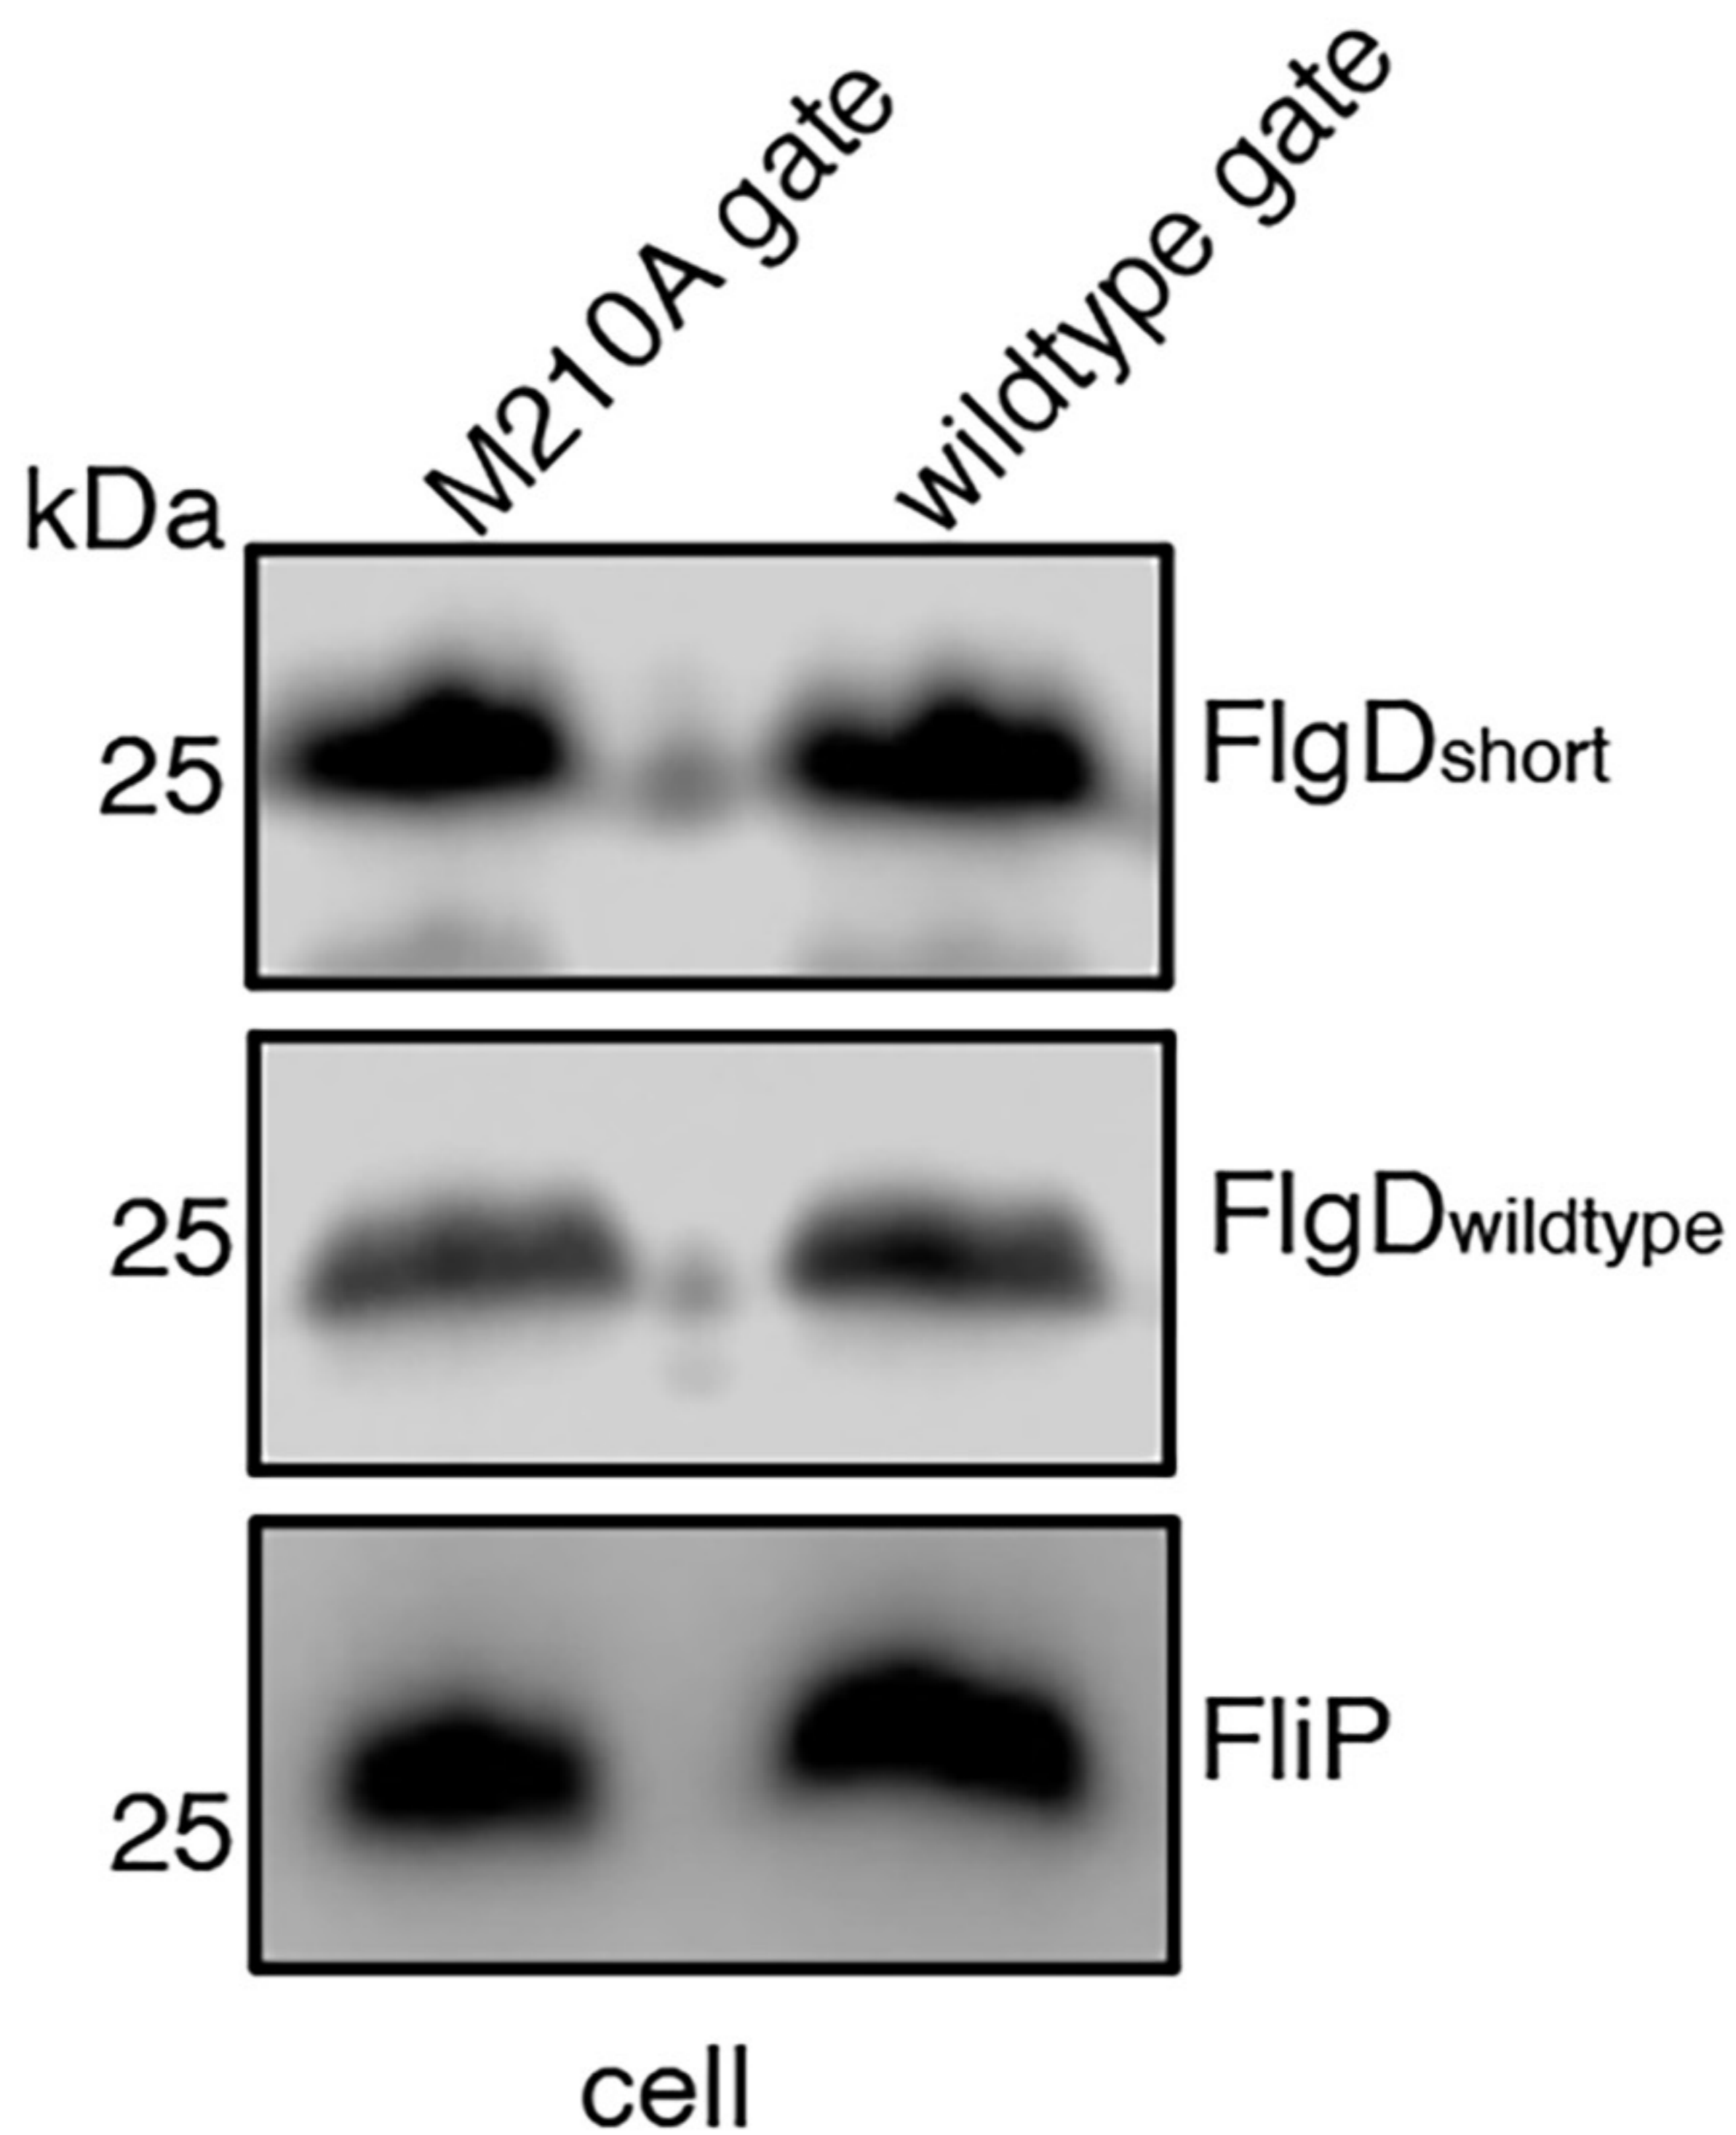 M210A gate
wildtype gate
kDa
25 FlgDshort
25 FlgDwildtype
25 FliP
cell